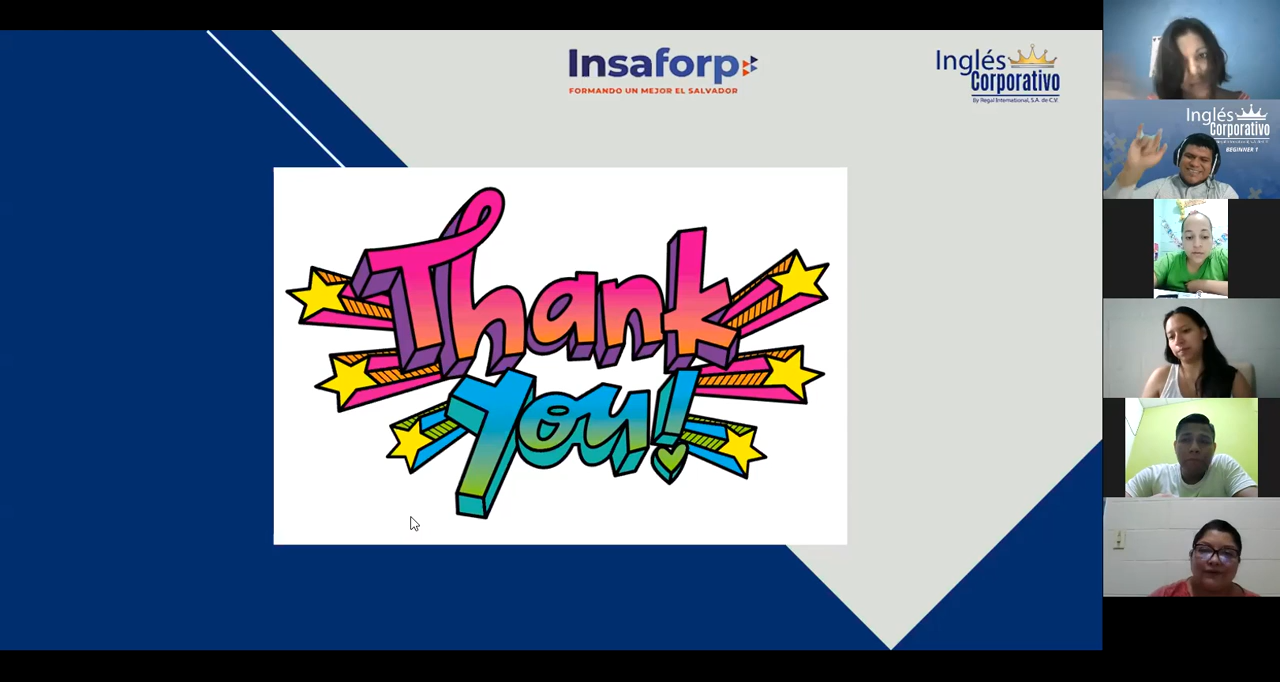 Insaforp
FORMANDO UN MEJOR EL SALVADOR
Inglés
Corporativo
By Regal International, S.A. de C.V.
Thank
You!
Inglés
Corporativo
BEGINNER 1